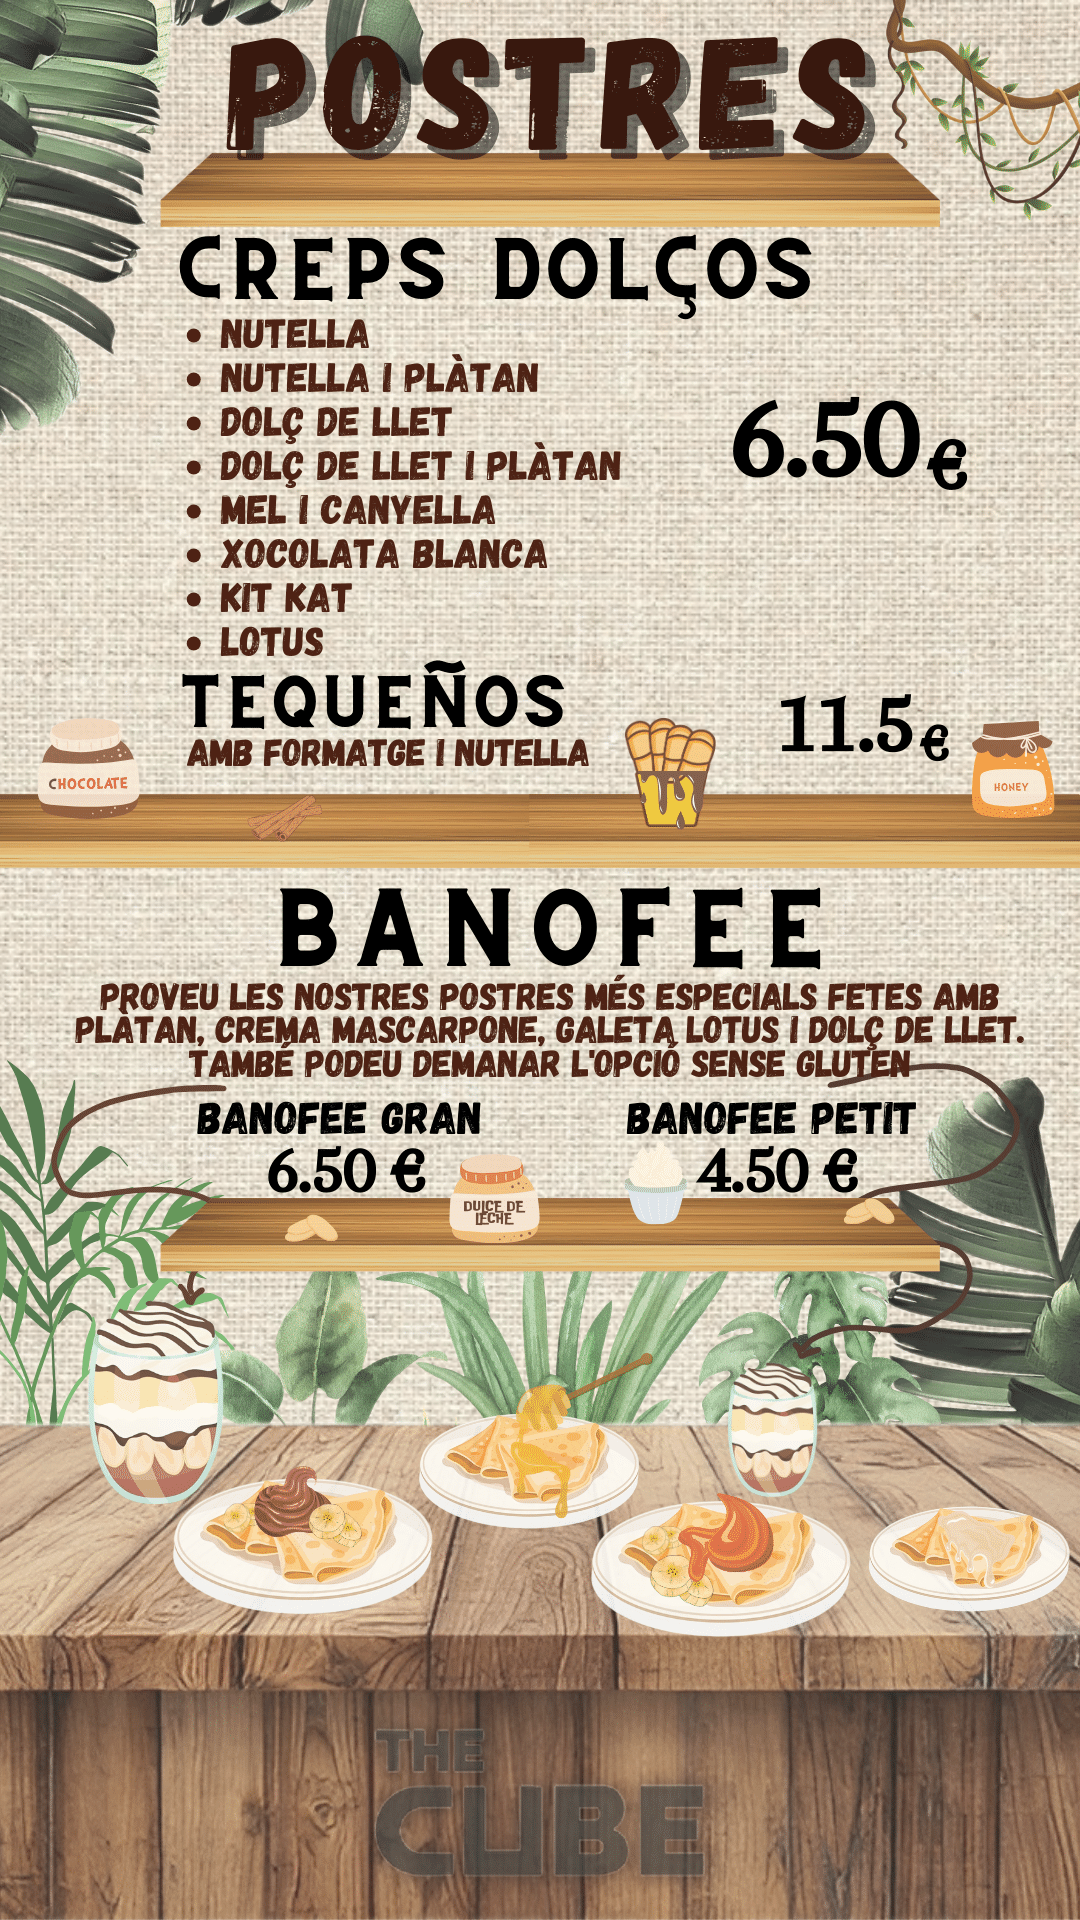 POSTRES
CREPS DOLÇOS
• NUTELLA
• NUTELLA I PLÀTAN
• DOLÇ DE LLET
• DOLÇ DE LLET I PLÀTAN
• MEL I CANYELLA
• XOCOLATA BLANCA
• KIT KAT
• LOTUS
6.50€
TEQUEÑOS
AMB FORMATGE I NUTELLA
11.5€
CHOCOLATE
HONEY
BANOFEE
PROVEU LES NOSTRES POSTRES MÉS ESPECIALS FETES AMB
PLÀTAN, CREMA MASCARPONE, GALETA LOTUS I DOLÇ DE LLET.
TAMBÉ PODEU DEMANAR L'OPCIÓ SENSE GLUTEN
BANOFEE GRAN
6.50 €
BANOFEE PETIT
4.50 €
DULCE DE
LECHE
THE
CUBE